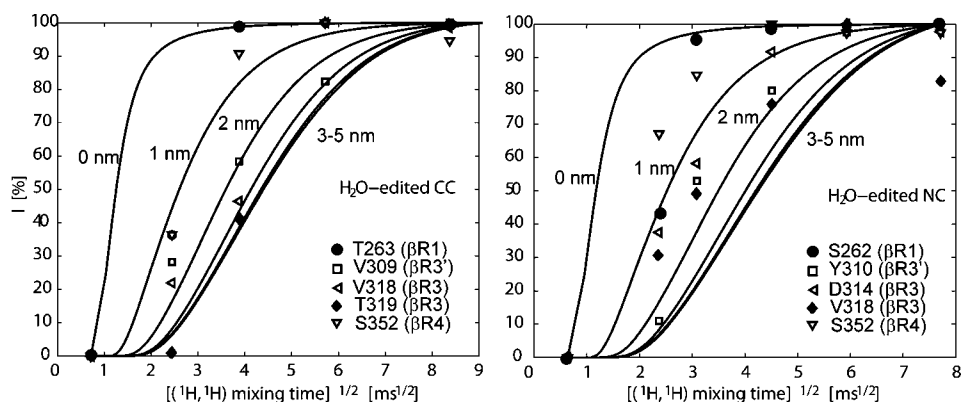 100
90
80
70
60
50
40
30
20
10
0
I [%]
0 nm
1 nm
2 nm
3-5 nm
H₂O−edited CC
T263 (βR1)
V309 (βR3')
V318 (βR3)
T319 (βR3)
S352 (βR4)
0 1 2 3 4 5 6 7 8 9
[(¹H,¹H) mixing time] ¹/² [ms¹/²]
100
90
80
70
60
50
40
30
20
10
0
0 nm
1 nm
2 nm
3-5 nm
H₂O−edited NC
S262 (βR1)
Y310 (βR3')
D314 (βR3)
V318 (βR3)
S352 (βR4)
0 1 2 3 4 5 6 7 8
[(¹H,¹H) mixing time] ¹/² [ms¹/²]